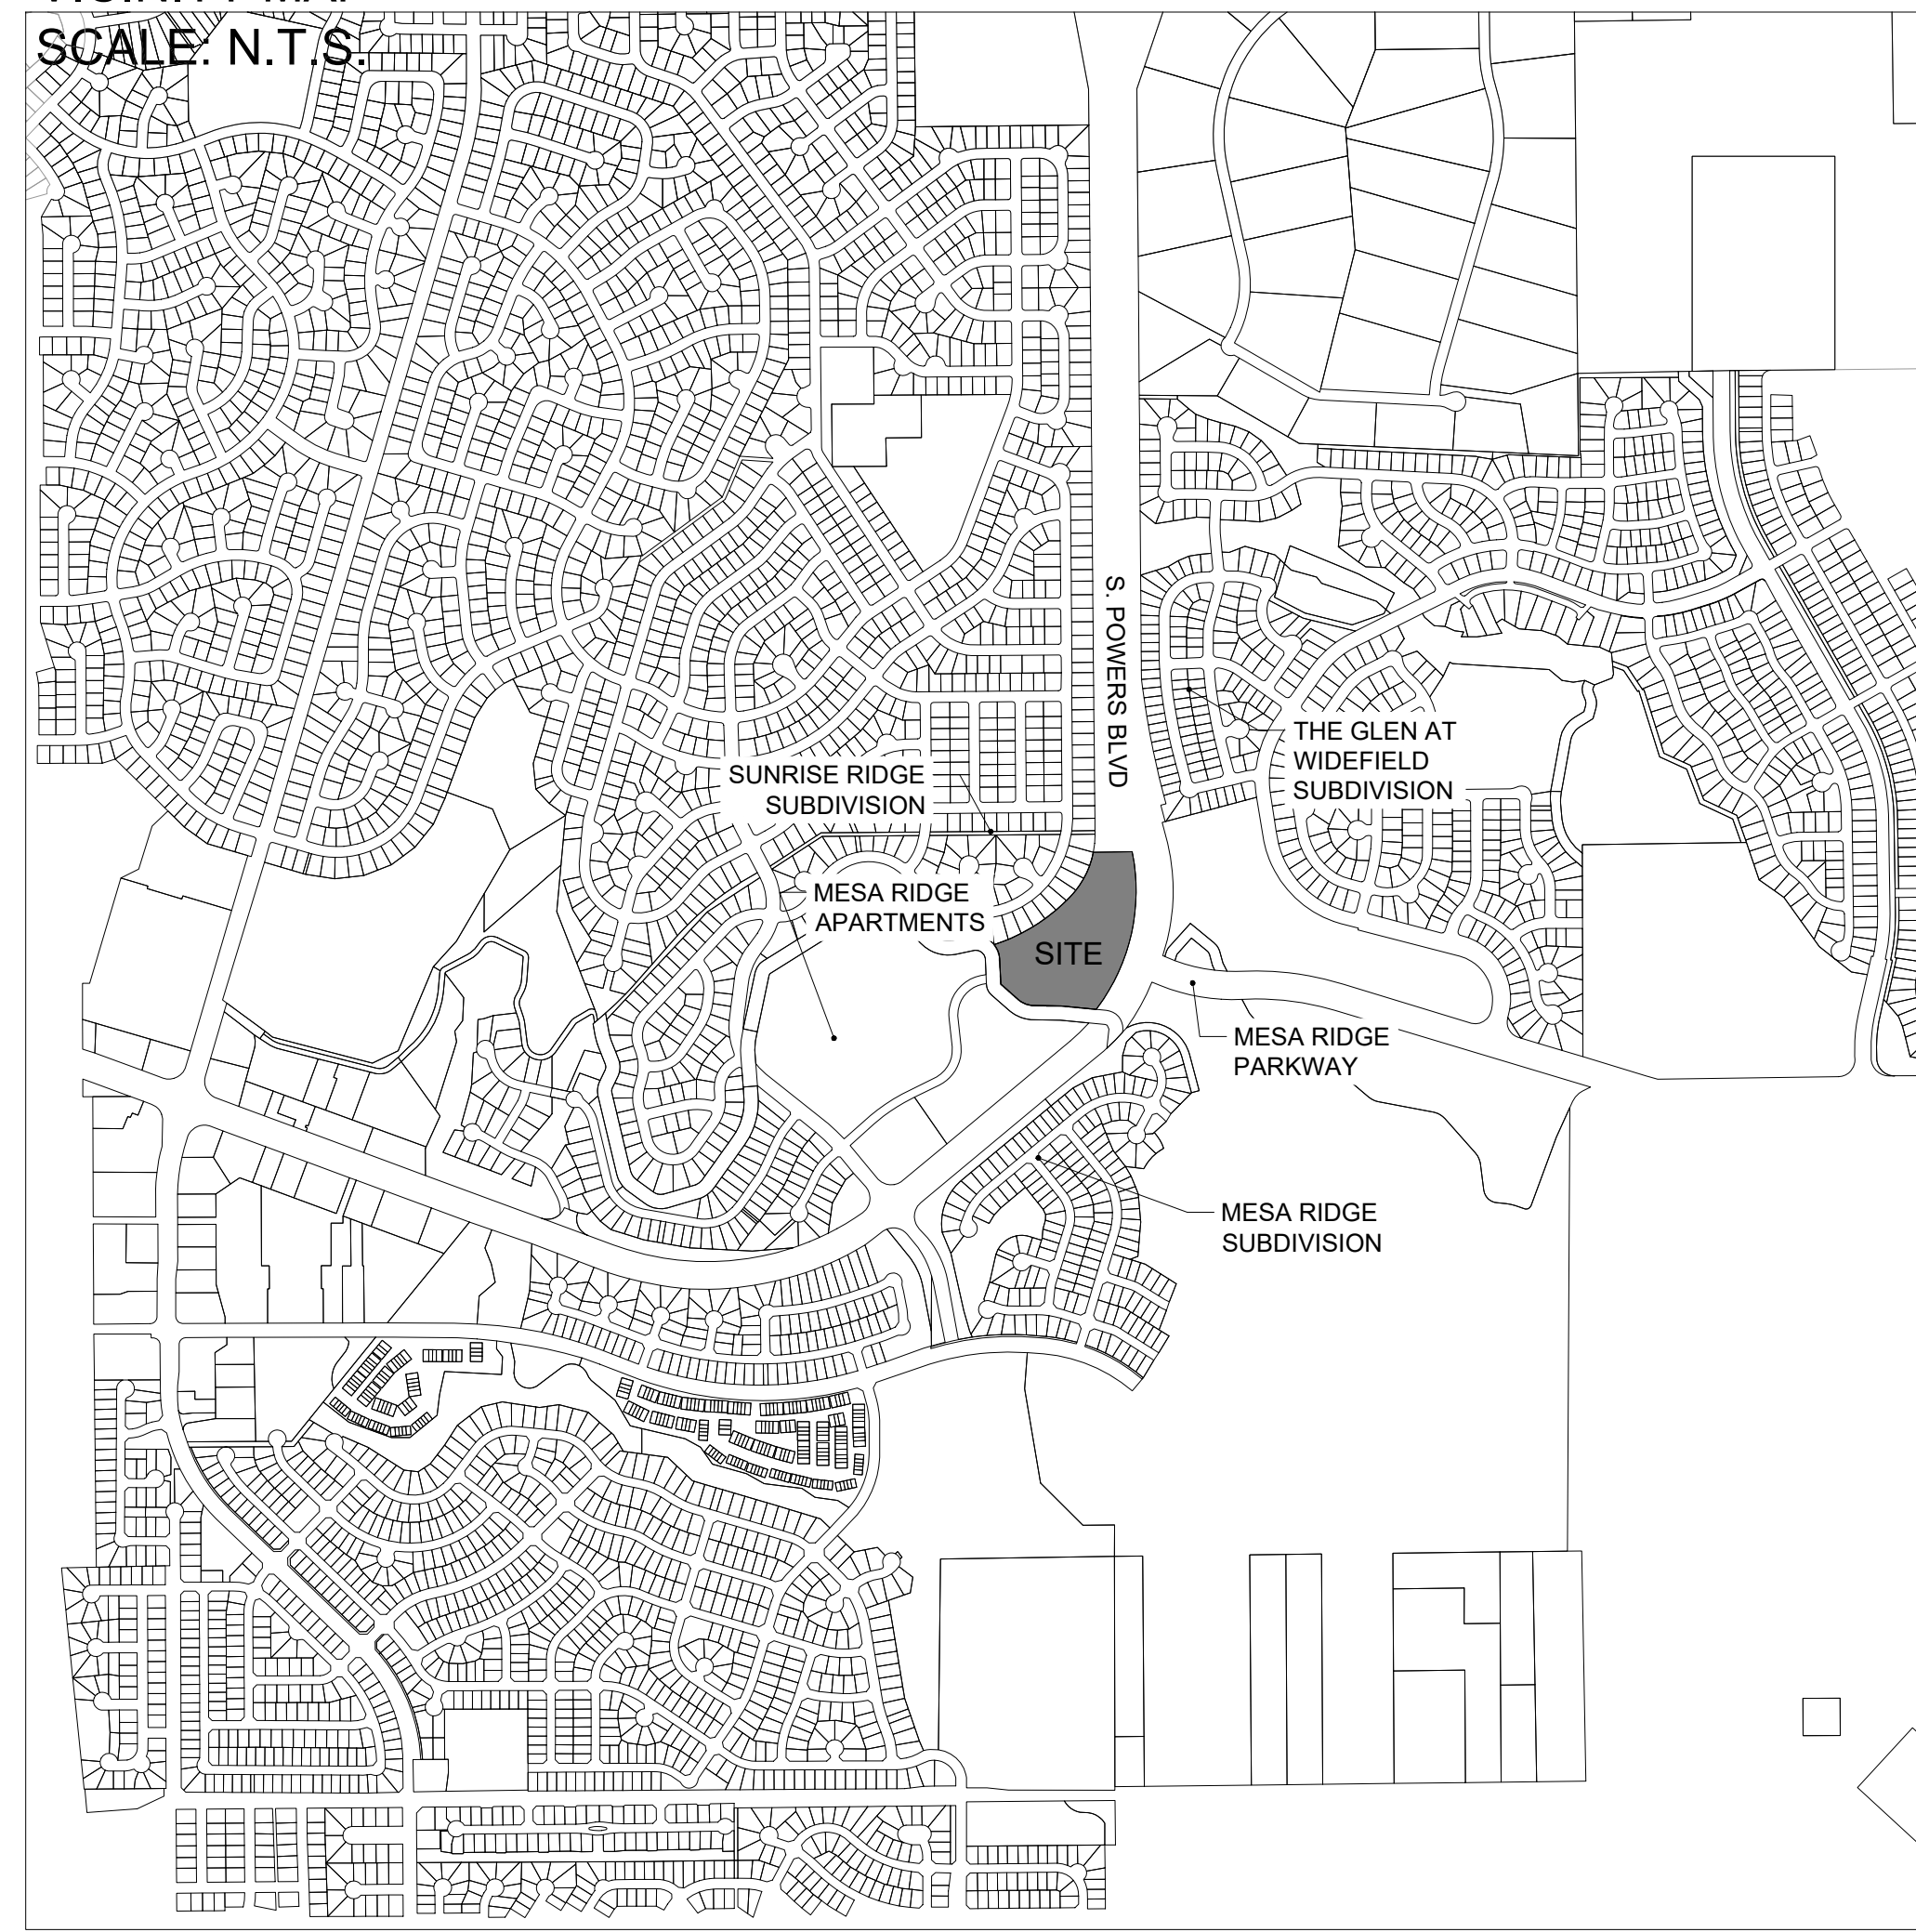 SCALE: N.T.S.
S. POWERS BLVD
THE GLEN AT
WIDEFIELD
SUBDIVISION
SUNRISE RIDGE
SUBDIVISION
MESA RIDGE
APARTMENTS
SITE
MESA RIDGE
PARKWAY
MESA RIDGE
SUBDIVISION